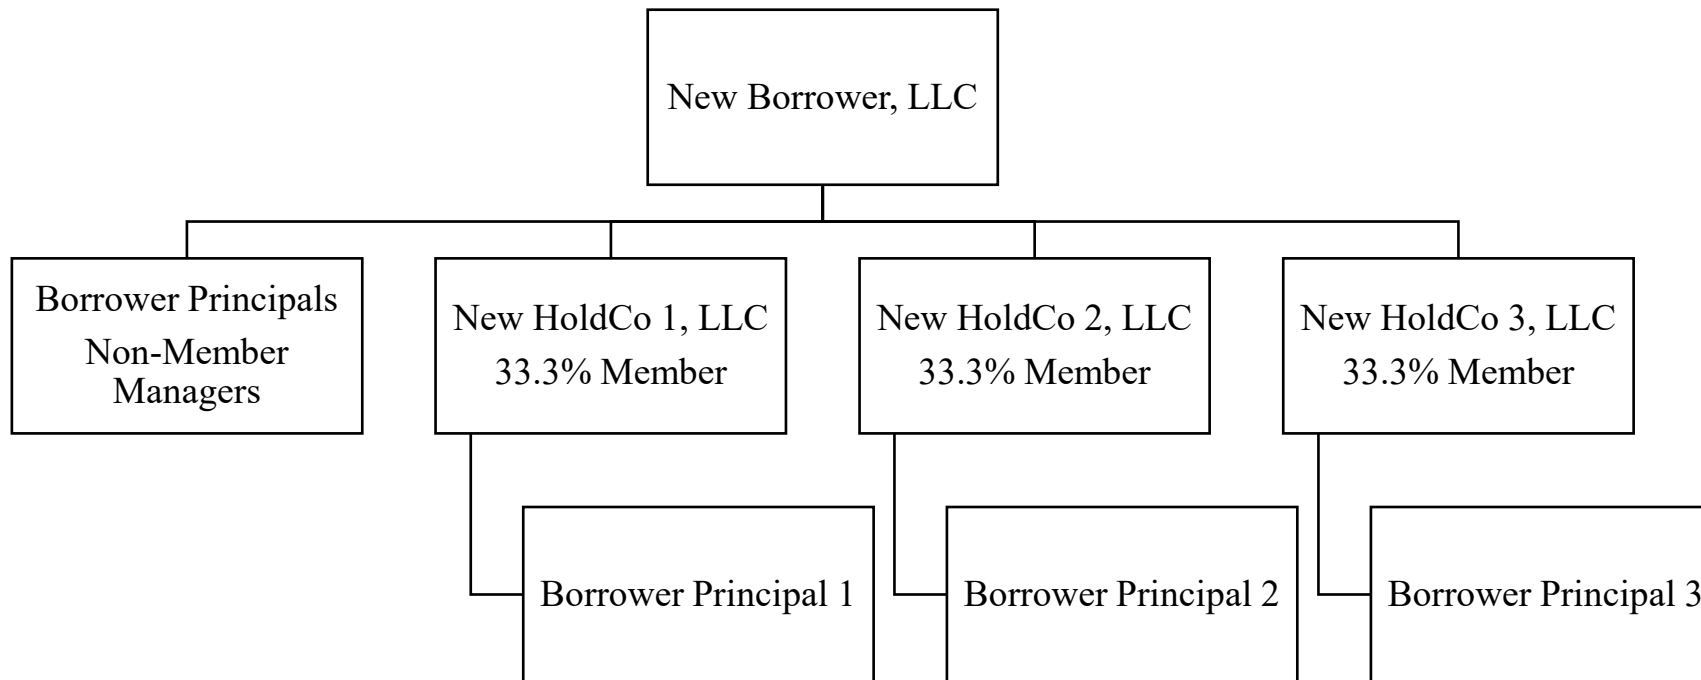 New Borrower, LLC
Borrower Principals
Non-Member
Managers
New HoldCo 1, LLC
33.3% Member
New HoldCo 2, LLC
33.3% Member
New HoldCo 3, LLC
33.3% Member
Borrower Principal 1
Borrower Principal 2
Borrower Principal 3